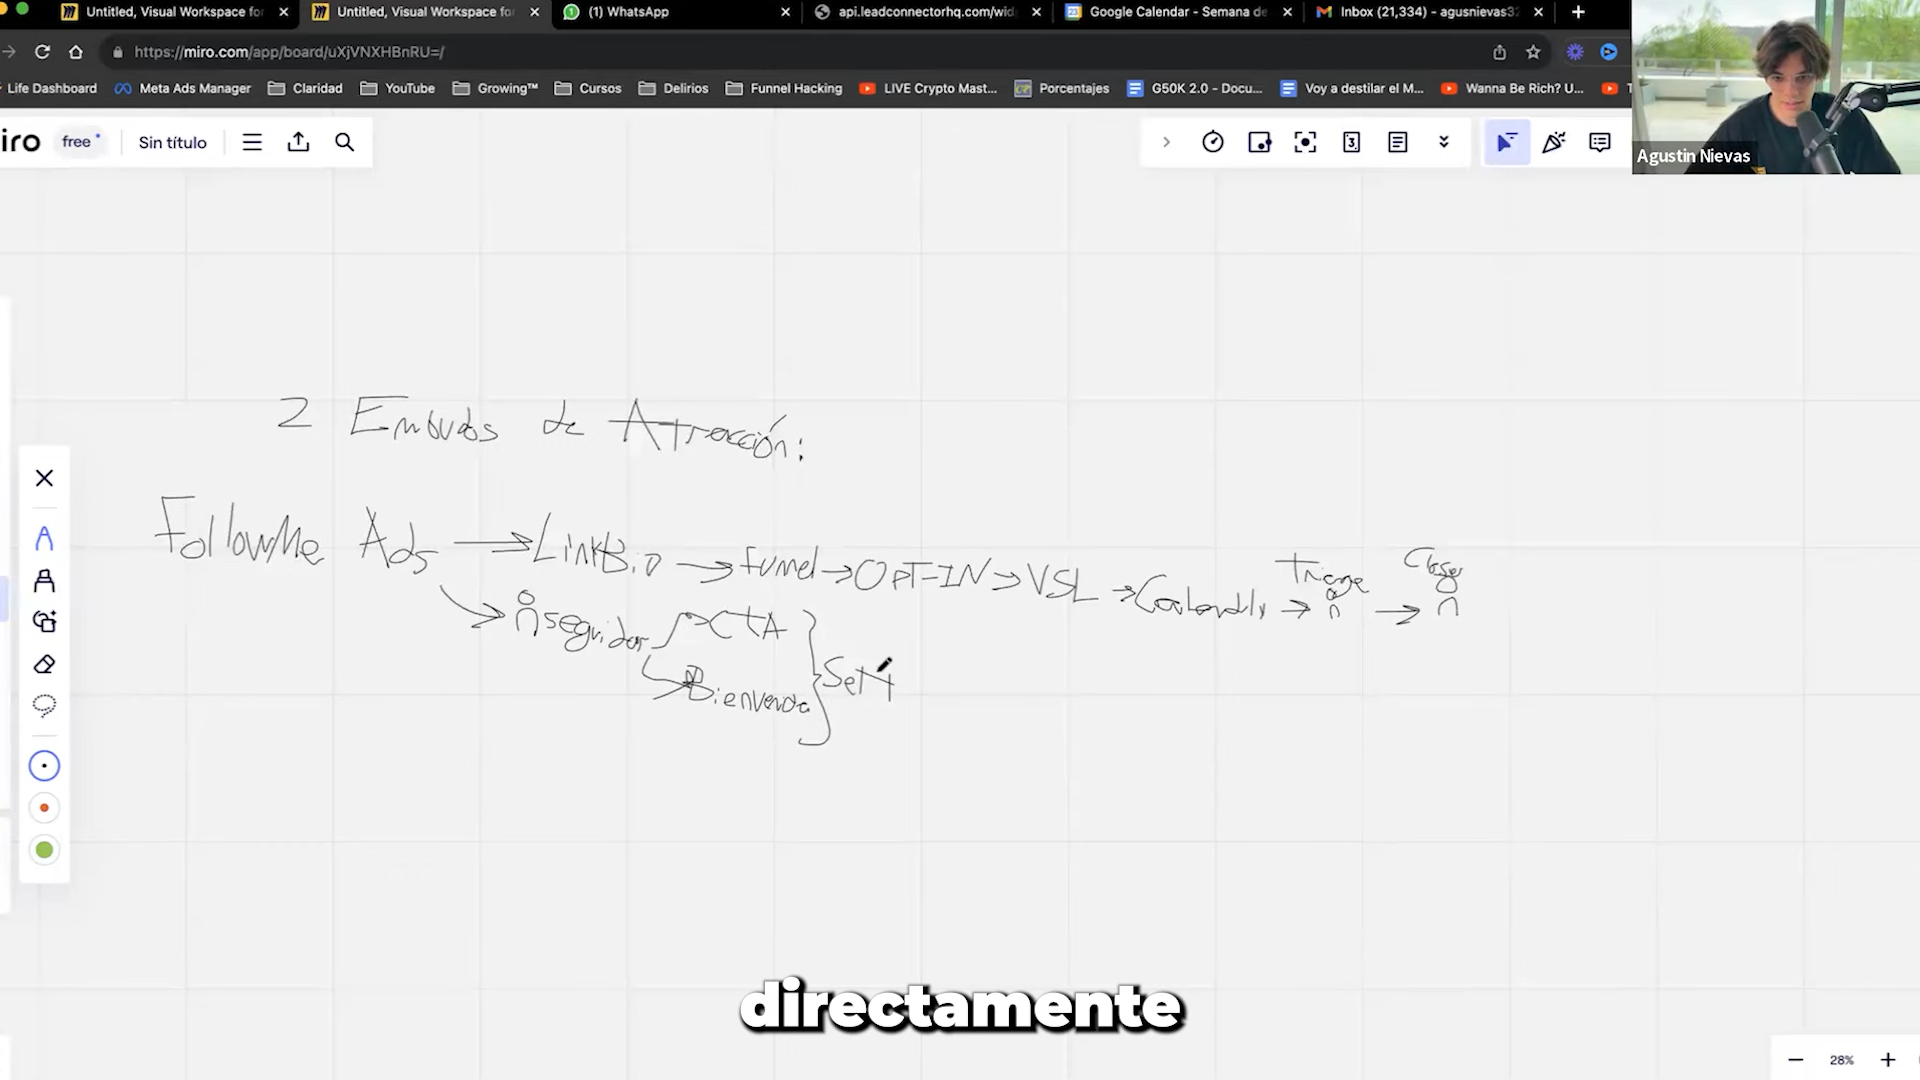 Untitled, Visual Workspace for
Untitled, Visual Workspace for
(1) WhatsApp
api.leadconnectorhq.com/wid
Google Calendar - Semana de
Inbox (21,334) - agusnievas32
https://miro.com/app/board/uXjVNXHBnRU=/
Life Dashboard
Meta Ads Manager
Claridad
YouTube
Growing™
Cursos
Delirios
Funnel Hacking
LIVE Crypto Mast...
Porcentajes
G50K 2.0 - Docu...
Voy a destilar el M...
Wanna Be Rich? U...
iro
free
Sin título
3
Agustin Nievas
2 Embudos de Atracción:
FollowMe Ads → LinkBio → funnel → OPT-IN → VSL → Calendly → Triage → Closer
seguidor → CTA
Bienvenda
Set
directamente
28%